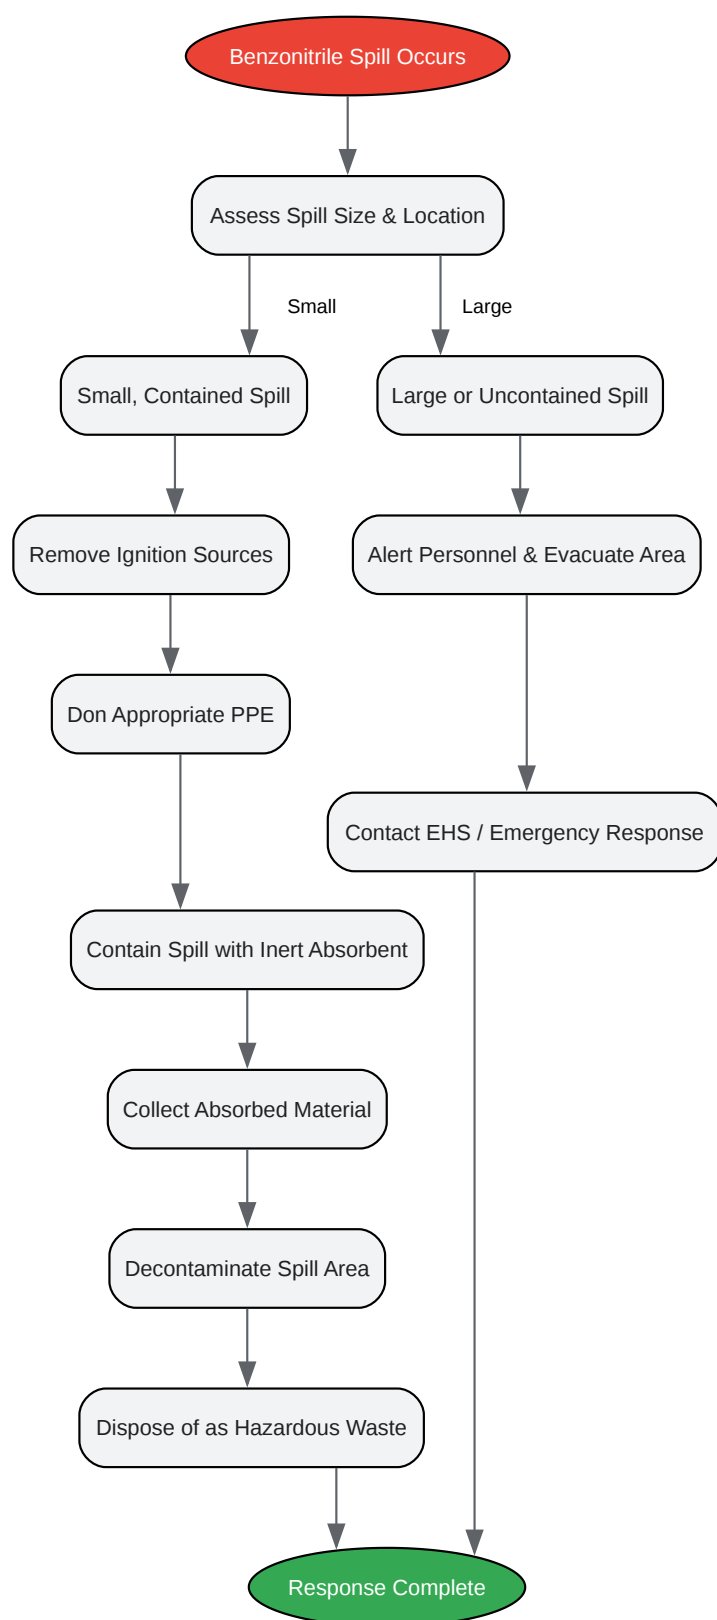 Benzonitrile Spill Occurs
Assess Spill Size & Location
Small
Large
Small, Contained Spill
Large or Uncontained Spill
Remove Ignition Sources
Alert Personnel & Evacuate Area
Don Appropriate PPE
Contact EHS / Emergency Response
Contain Spill with Inert Absorbent
Collect Absorbed Material
Decontaminate Spill Area
Dispose of as Hazardous Waste
Response Complete